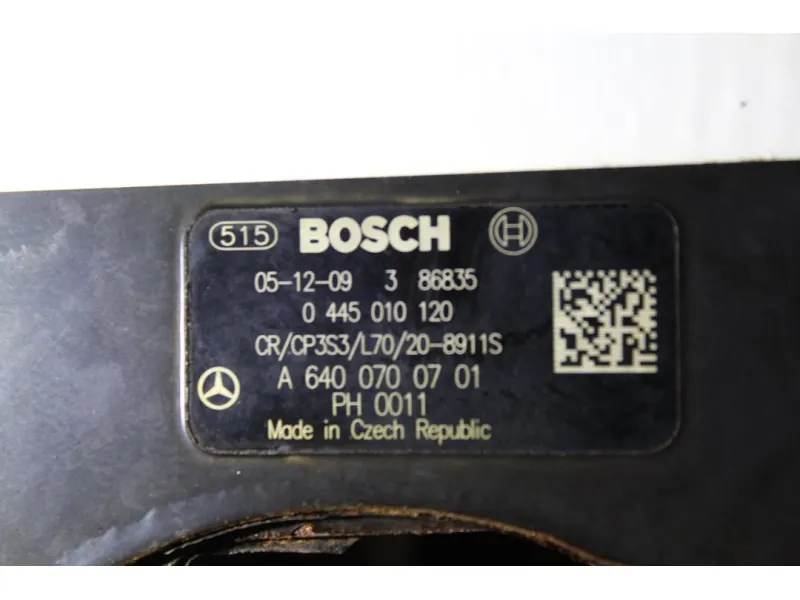 515 BOSCH
05-12-09 3 86835
0 445 010 120
CR/CP3S3/L70/20-8911S
A 640 070 07 01
PH 0011
Made in Czech Republic